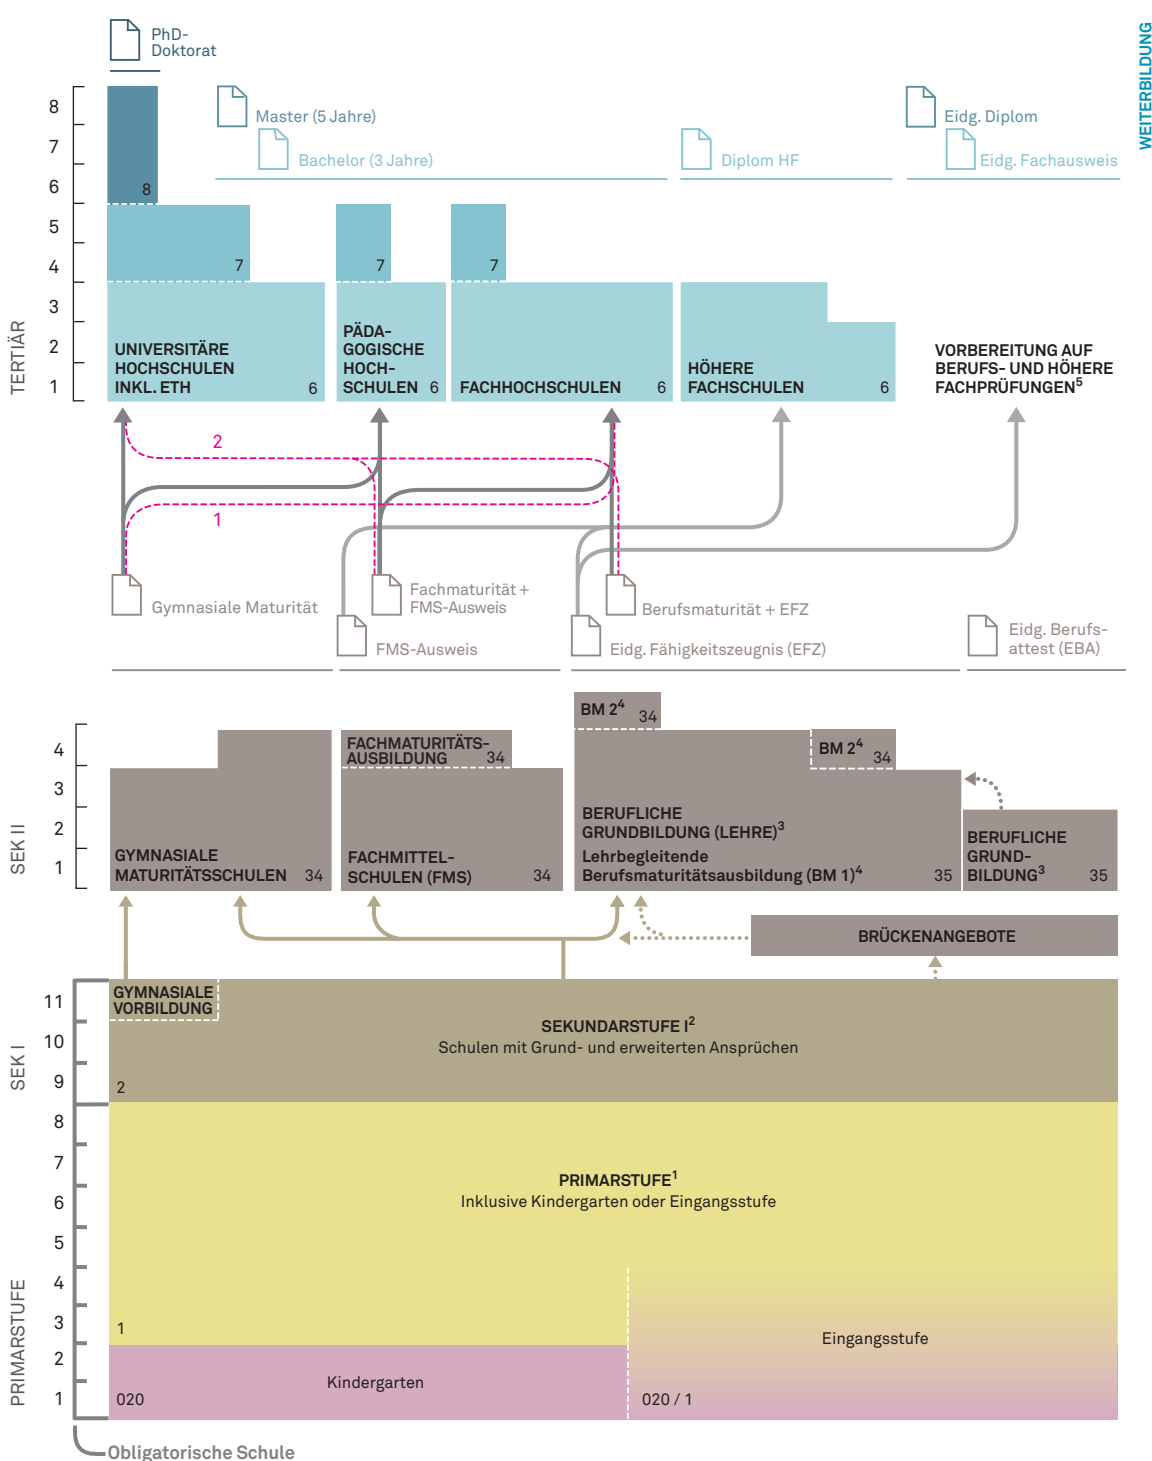 PhD-
Doktorat
WEITERBILDUNG
Master (5 Jahre)
Bachelor (3 Jahre)
Diplom HF
Eidg. Diplom
Eidg. Fachausweis
TERTIÄR
8
7
6
5
4
3
2
1
8
7
7
7
UNIVERSITÄRE
HOCHSCHULEN
INKL. ETH
6
PÄDA-
GOGISCHE
HOCH-
SCHULEN 6
FACHHOCHSCHULEN
6
HÖHERE
FACHSCHULEN
6
VORBEREITUNG AUF
BERUFS- UND HÖHERE
FACHPRÜFUNGEN⁵
2
1
Gymnasiale Maturität
Fachmaturität +
FMS-Ausweis
FMS-Ausweis
Berufsmaturität + EFZ
Eidg. Fähigkeitszeugnis (EFZ)
Eidg. Berufs-
attest (EBA)
SEK II
4
3
2
1
GYMNASIALE
MATURITÄTSSCHULEN 34
FACHMATURITÄTS-
AUSBILDUNG 34
FACHMITTEL-
SCHULEN (FMS) 34
BM 2⁴ 34
BM 2⁴ 34
BERUFLICHE
GRUNDBILDUNG (LEHRE)³
Lehrbegleitende
Berufsmaturitätsausbildung (BM 1)⁴ 35
BERUFLICHE
GRUND-
BILDUNG³ 35
BRÜCKENANGEBOTE
SEK I
11
10
9
GYMNASIALE
VORBILDUNG
SEKUNDARSTUFE I²
Schulen mit Grund- und erweiterten Ansprüchen
2
PRIMARSTUFE
8
7
6
5
4
3
2
1
PRIMARSTUFE¹
Inklusive Kindergarten oder Eingangsstufe
1
Eingangsstufe
Kindergarten
020
020 / 1
Obligatorische Schule